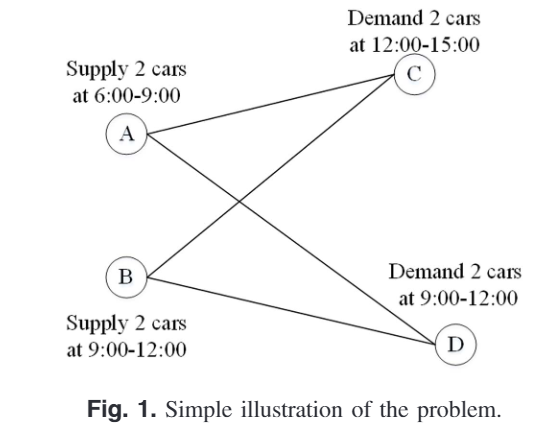 Demand 2 cars
at 12:00-15:00
C
Supply 2 cars
at 6:00-9:00
A
B
Supply 2 cars
at 9:00-12:00
Demand 2 cars
at 9:00-12:00
D
Fig. 1. Simple illustration of the problem.